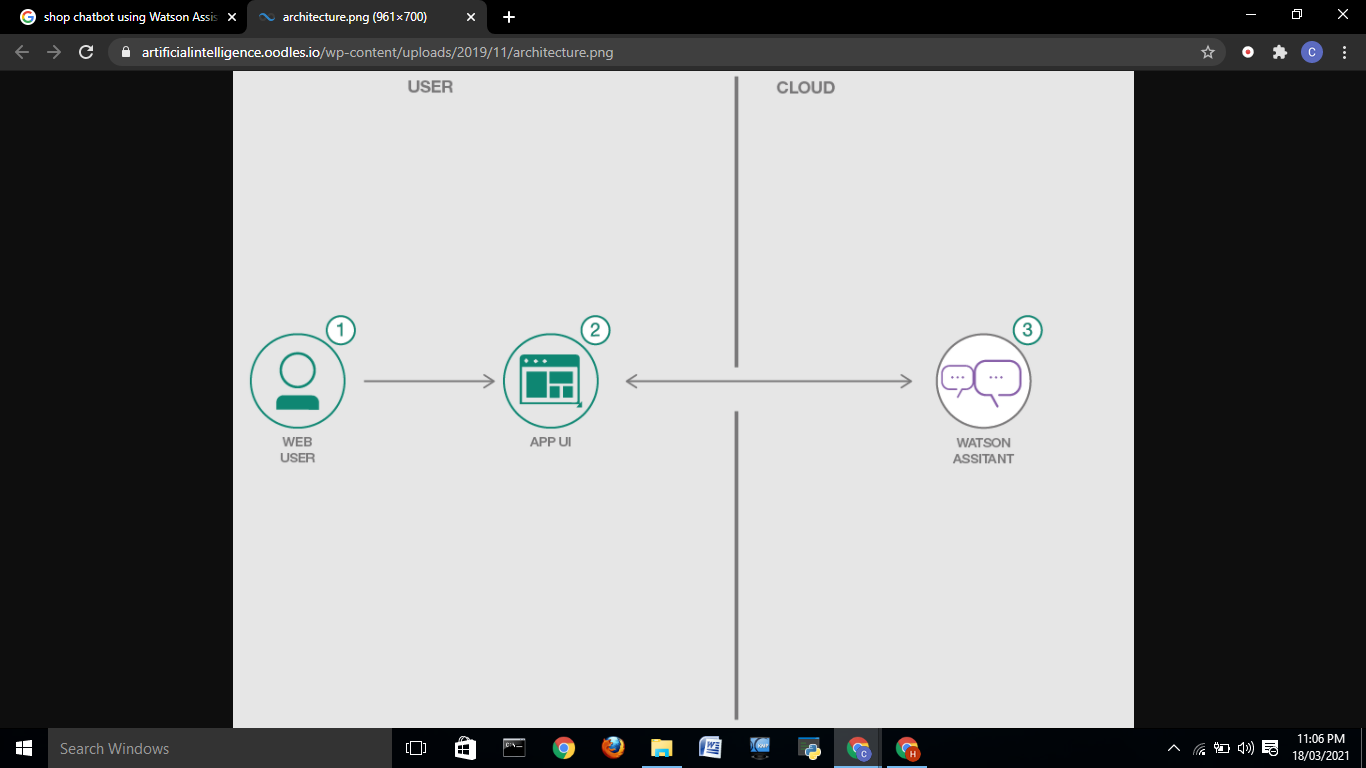 shop chatbot using Watson Assis
architecture.png (961×700)
artificialintelligence.oodles.io/wp-content/uploads/2019/11/architecture.png
C
USER
CLOUD
1
2
3
WEB
USER
APP UI
WATSON
ASSITANT
Search Windows
C
H
11:06 PM
18/03/2021